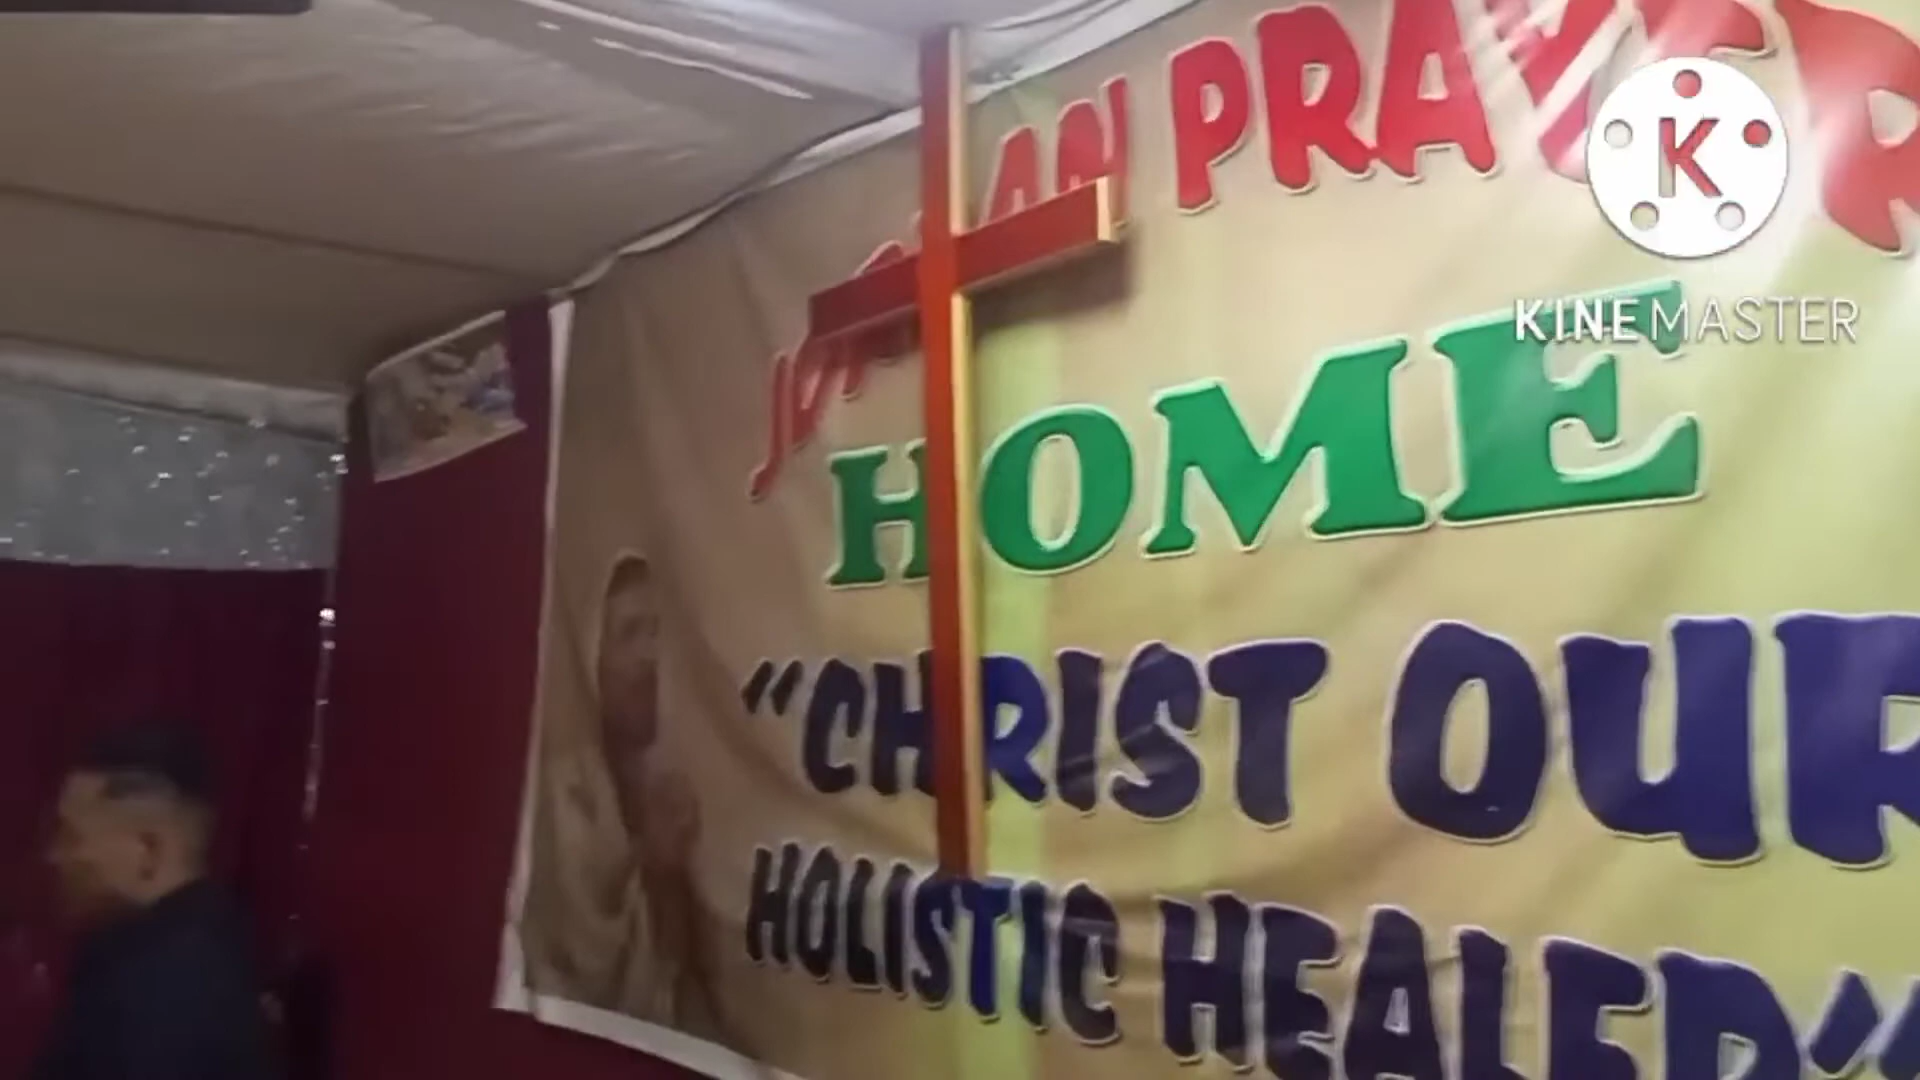 PRAYER
HOME
"CHRIST OUR
HOLISTIC HEALER"
K
KINEMASTER